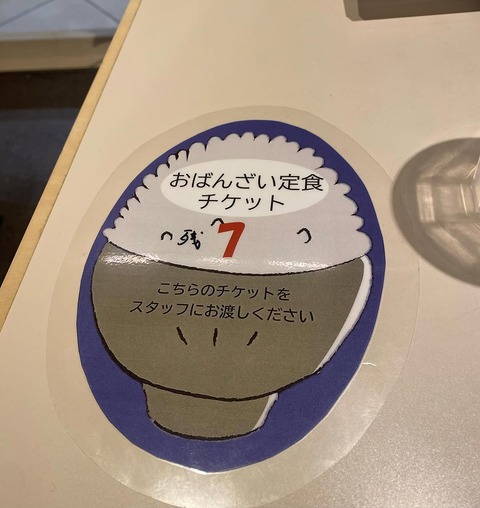 おばんざい定食
チケット
残 7
こちらのチケットを
スタッフにお渡しください